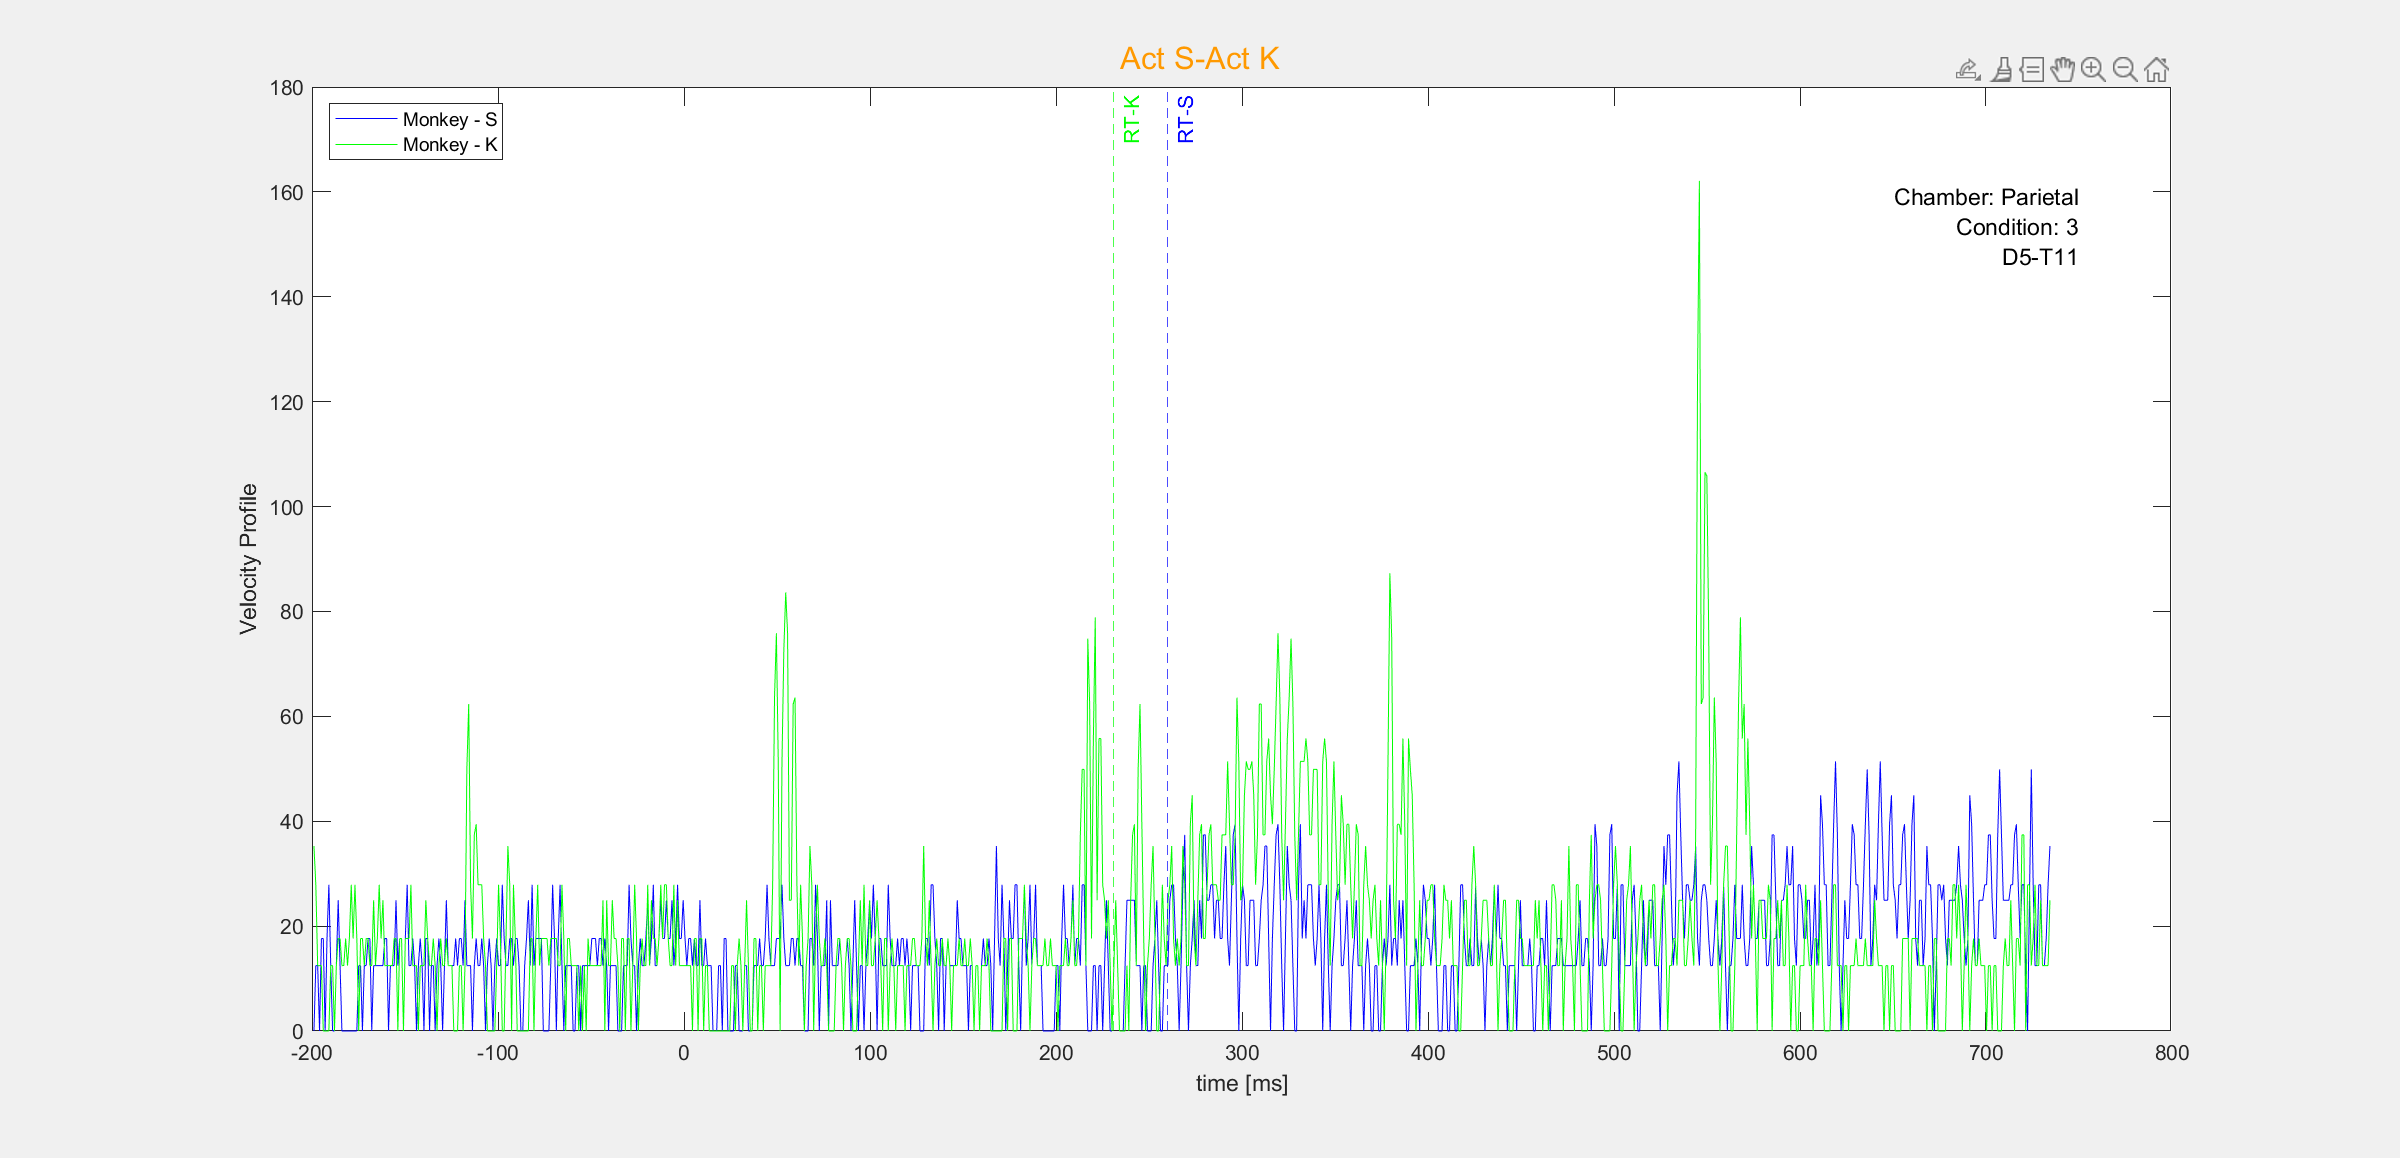 Act S-Act K
Monkey - S
Monkey - K
RT-K
RT-S
Chamber: Parietal
Condition: 3
D5-T11
Velocity Profile
180
160
140
120
100
80
60
40
20
0
-200 -100 0 100 200 300 400 500 600 700 800
time [ms]